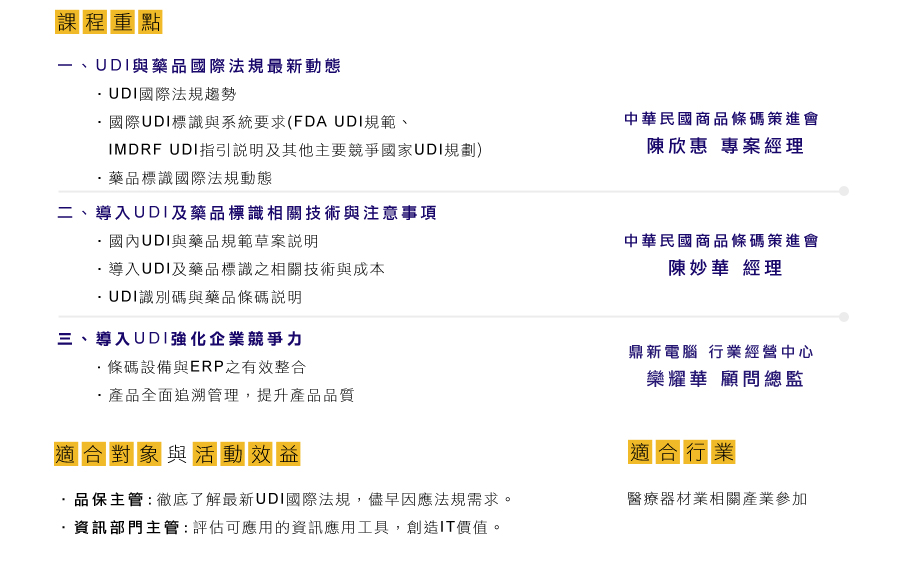 課程重點
一、UDI與藥品國際法規最新動態
・UDI國際法規趨勢
・國際UDI標識與系統要求(FDA UDI規範、
IMDRF UDI指引說明及其他主要競爭國家UDI規劃)
・藥品標識國際法規動態
中華民國商品條碼策進會
陳欣惠 專案經理
二、導入UDI及藥品標識相關技術與注意事項
・國內UDI與藥品規範草案說明
・導入UDI及藥品標識之相關技術與成本
・UDI識別碼與藥品條碼說明
中華民國商品條碼策進會
陳妙華 經理
三、導入UDI強化企業競爭力
・條碼設備與ERP之有效整合
・產品全面追溯管理，提升產品品質
鼎新電腦 行業經營中心
欒耀華 顧問總監
適合對象與活動效益
・品保主管：徹底了解最新UDI國際法規，儘早因應法規需求。
・資訊部門主管：評估可應用的資訊應用工具，創造IT價值。
適合行業
醫療器材業相關產業參加